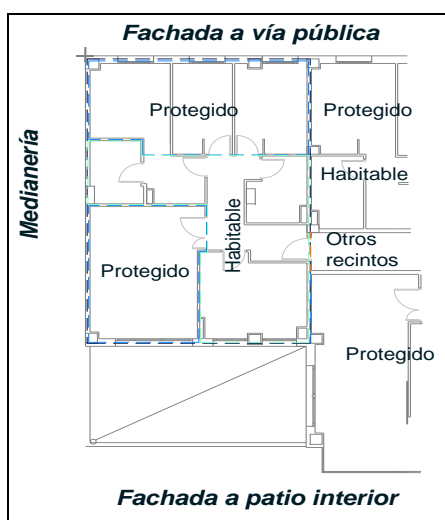 Fachada a vía pública
Protegido
Protegido
Habitable
Medianería
Habitable
Otros
recintos
Protegido
Protegido
Fachada a patio interior